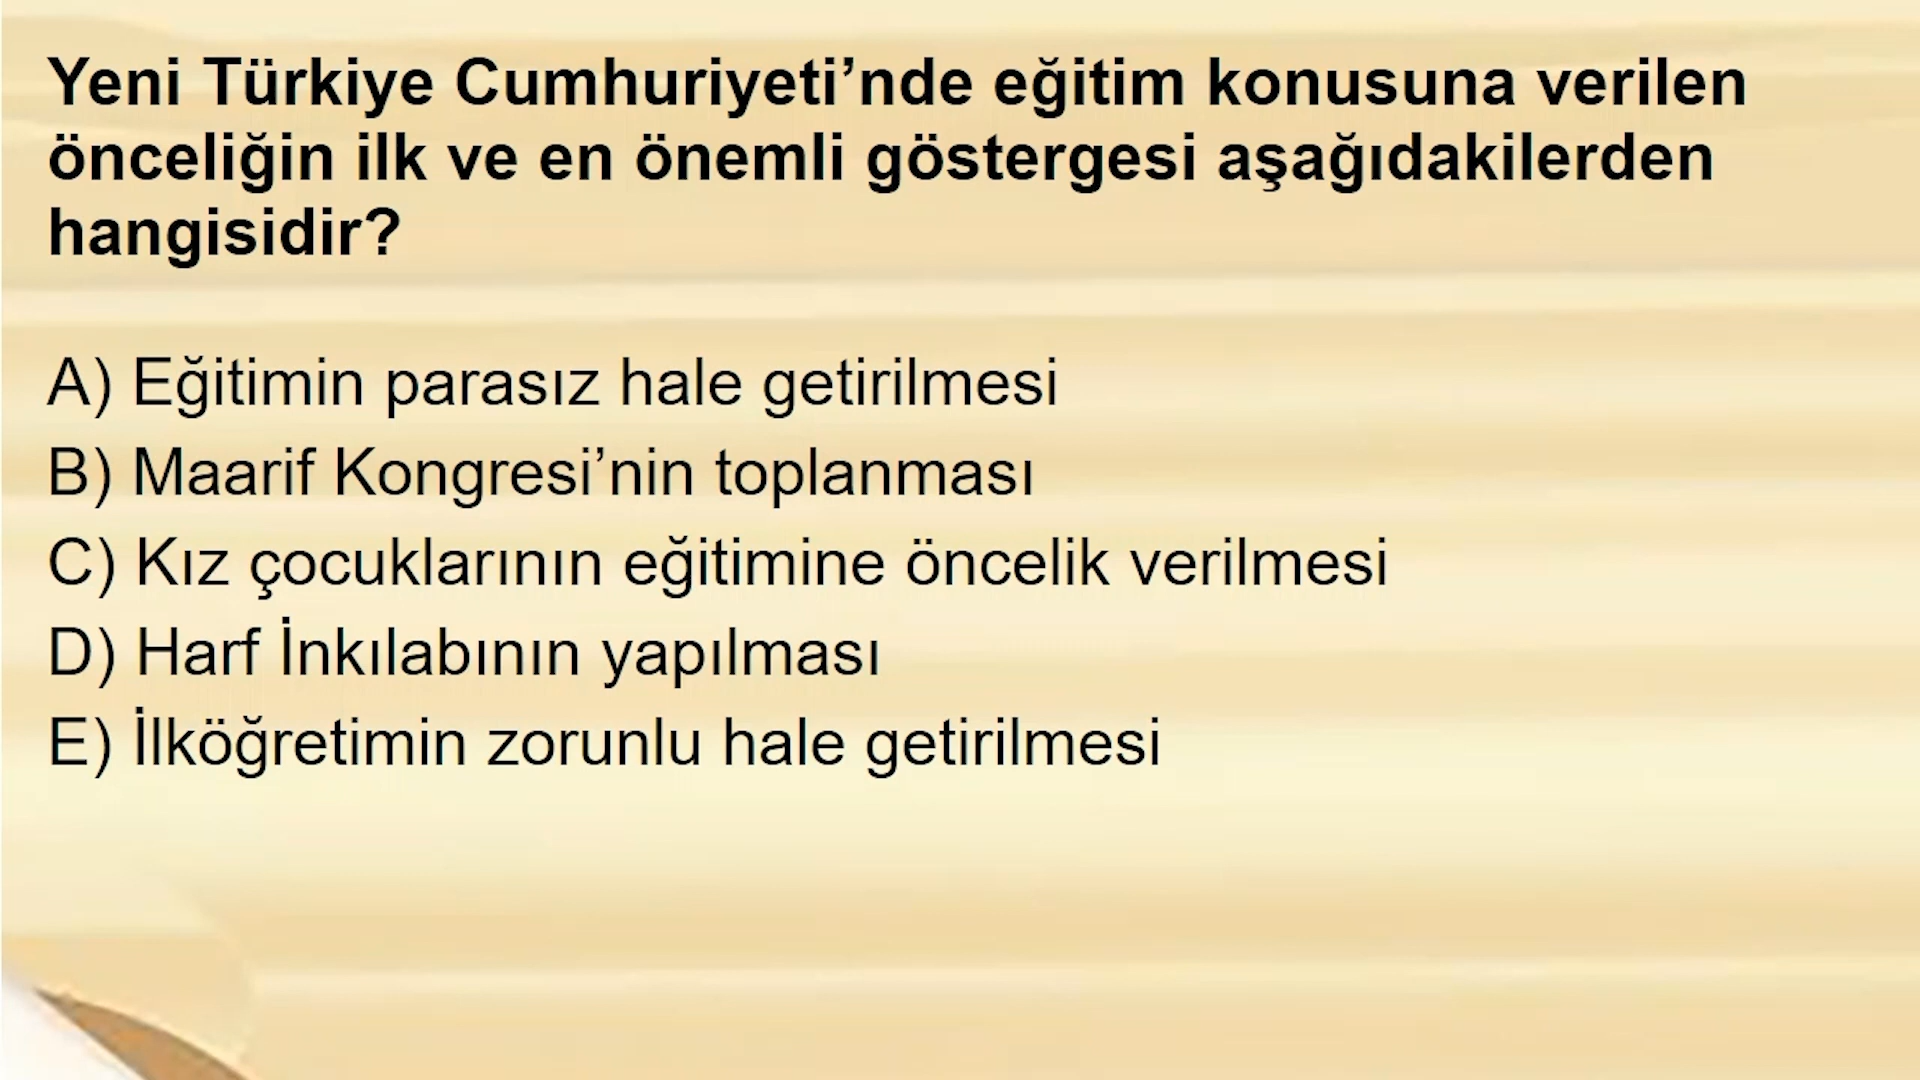 Yeni Türkiye Cumhuriyeti’nde eğitim konusuna verilen
önceliğin ilk ve en önemli göstergesi aşağıdakilerden
hangisidir?
A) Eğitimin parasız hale getirilmesi
B) Maarif Kongresi’nin toplanması
C) Kız çocuklarının eğitimine öncelik verilmesi
D) Harf İnkılabının yapılması
E) İlköğretimin zorunlu hale getirilmesi